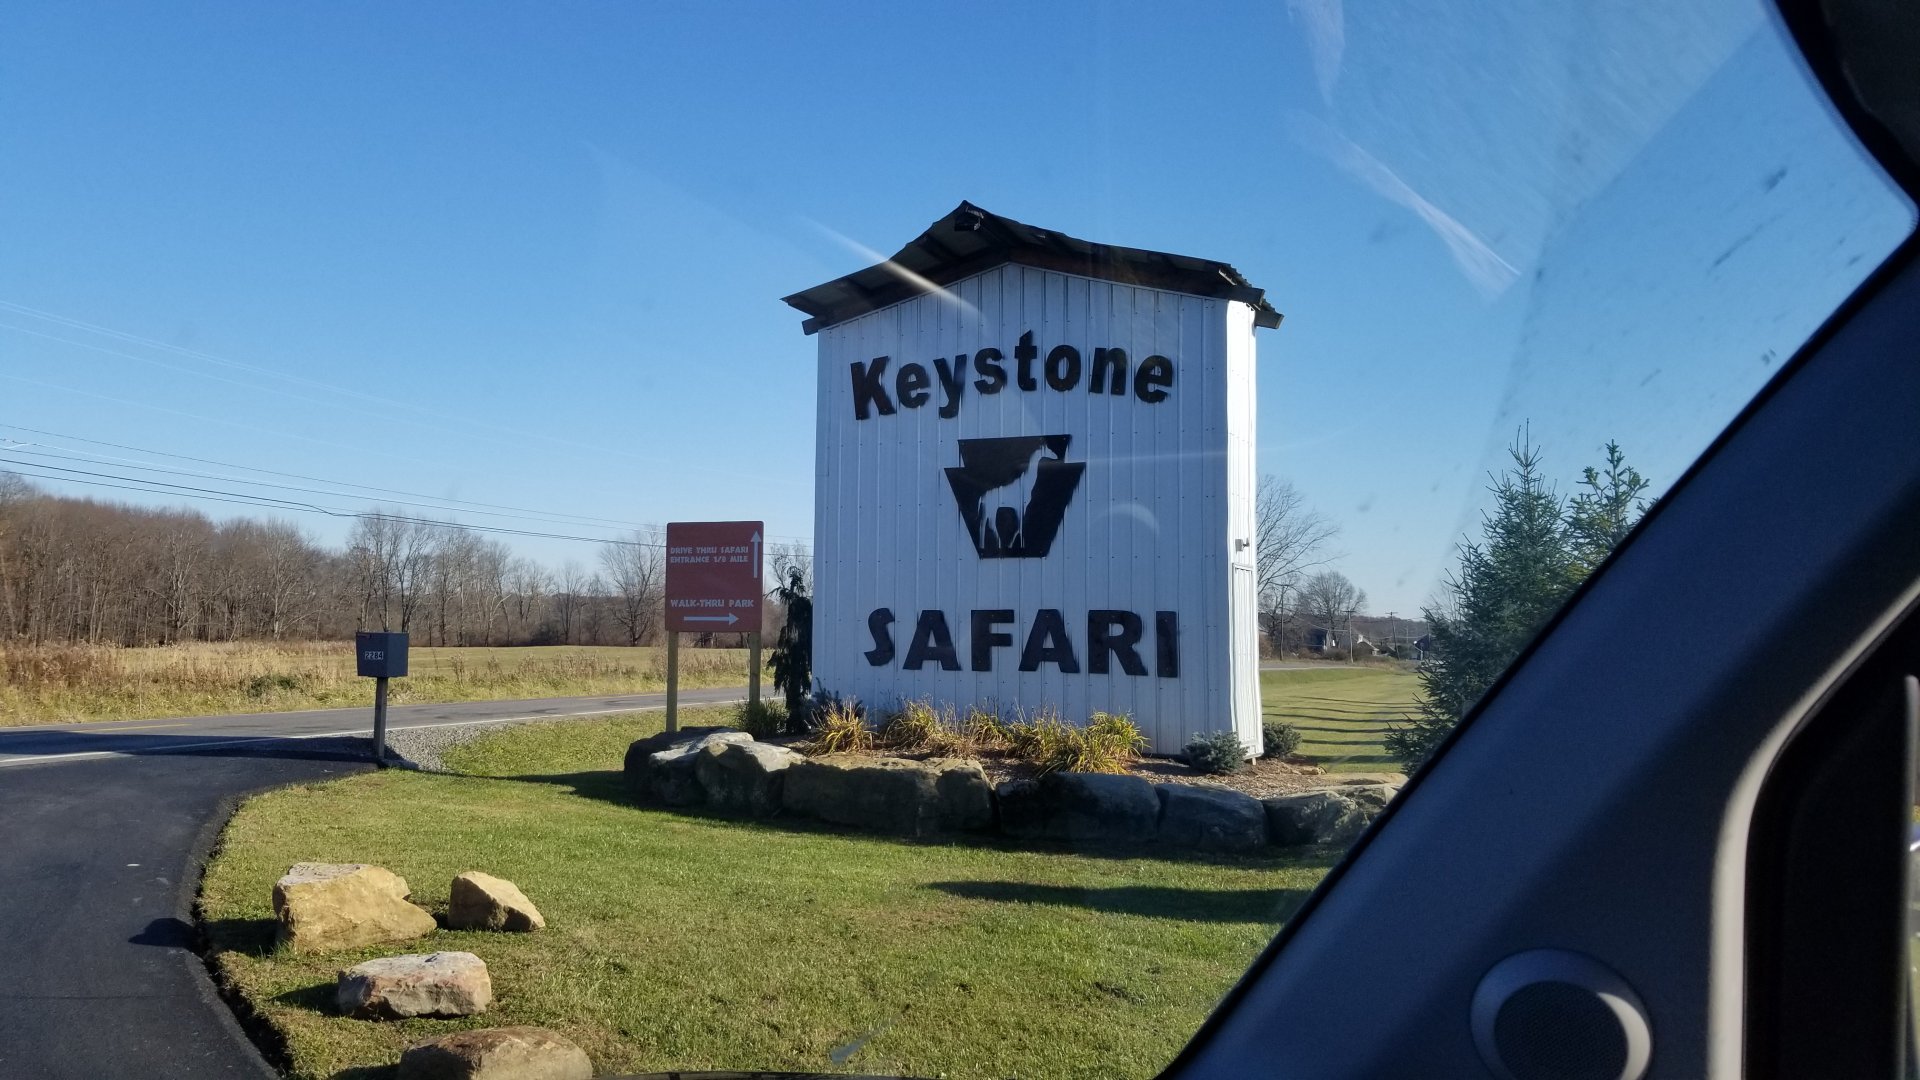 Keystone
SAFARI
DRIVE THRU SAFARI
ENTRANCE 1/8 MILE
WALK-THRU PARK
2284